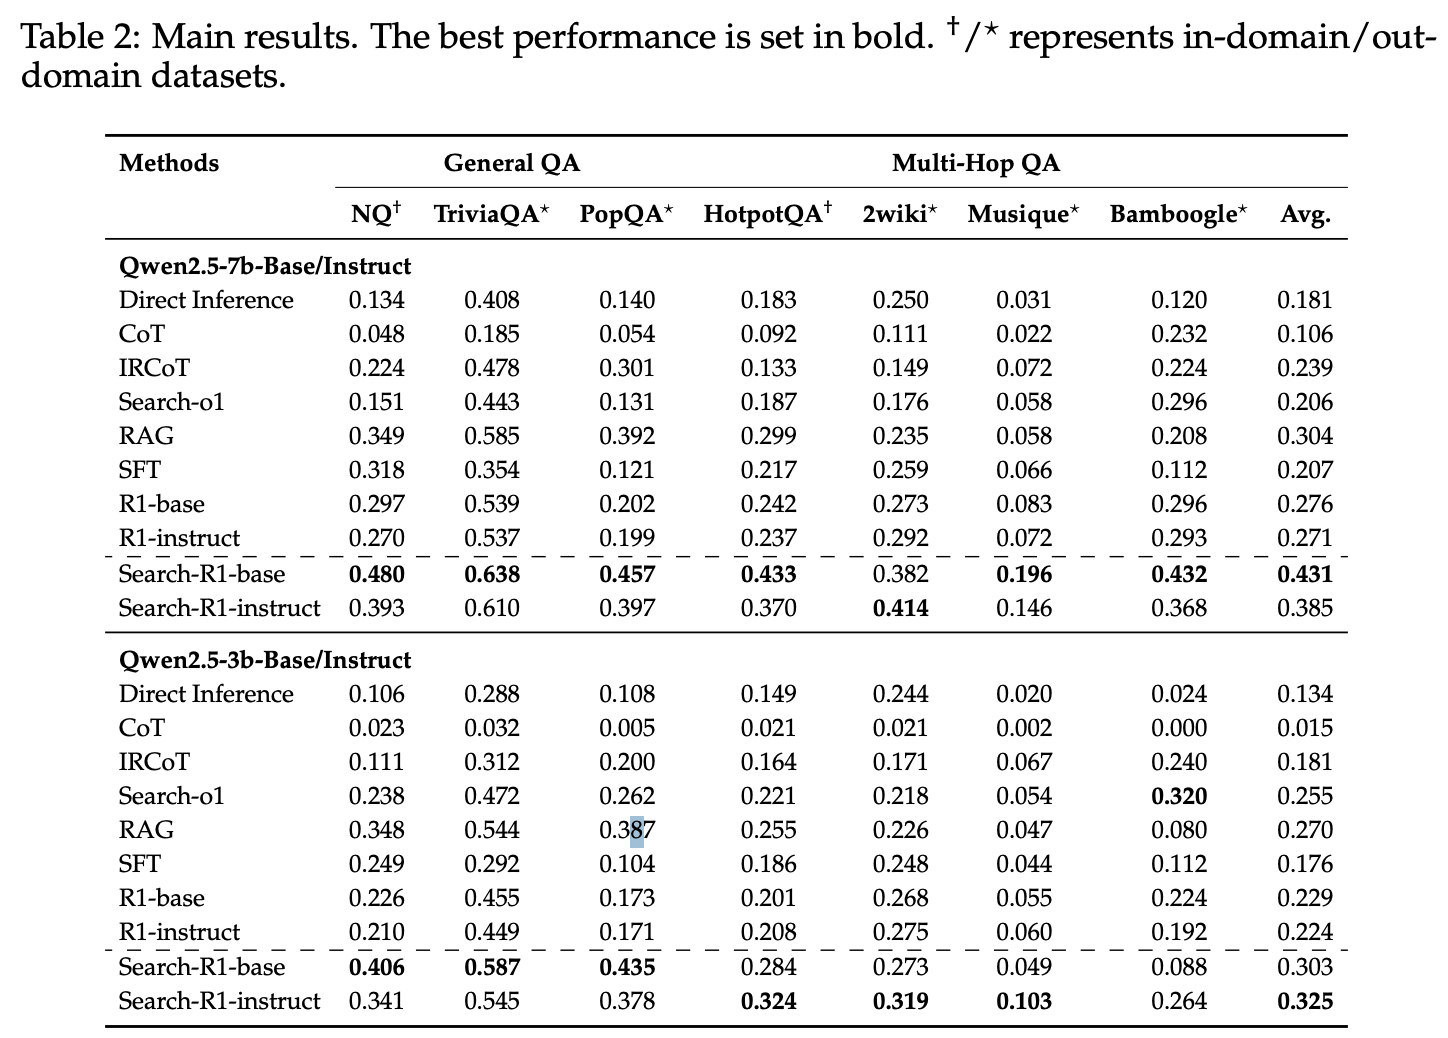 Table 2: Main results. The best performance is set in bold. †/⋆ represents in-domain/out-
domain datasets.
Methods General QA Multi-Hop QA
NQ† TriviaQA⋆ PopQA⋆ HotpotQA† 2wiki⋆ Musique⋆ Bamboogle⋆ Avg.
Qwen2.5-7b-Base/Instruct
Direct Inference 0.134 0.408 0.140 0.183 0.250 0.031 0.120 0.181
CoT 0.048 0.185 0.054 0.092 0.111 0.022 0.232 0.106
IRCoT 0.224 0.478 0.301 0.133 0.149 0.072 0.224 0.239
Search-o1 0.151 0.443 0.131 0.187 0.176 0.058 0.296 0.206
RAG 0.349 0.585 0.392 0.299 0.235 0.058 0.208 0.304
SFT 0.318 0.354 0.121 0.217 0.259 0.066 0.112 0.207
R1-base 0.297 0.539 0.202 0.242 0.273 0.083 0.296 0.276
R1-instruct 0.270 0.537 0.199 0.237 0.292 0.072 0.293 0.271
Search-R1-base 0.480 0.638 0.457 0.433 0.382 0.196 0.432 0.431
Search-R1-instruct 0.393 0.610 0.397 0.370 0.414 0.146 0.368 0.385
Qwen2.5-3b-Base/Instruct
Direct Inference 0.106 0.288 0.108 0.149 0.244 0.020 0.024 0.134
CoT 0.023 0.032 0.005 0.021 0.021 0.002 0.000 0.015
IRCoT 0.111 0.312 0.200 0.164 0.171 0.067 0.240 0.181
Search-o1 0.238 0.472 0.262 0.221 0.218 0.054 0.320 0.255
RAG 0.348 0.544 0.387 0.255 0.226 0.047 0.080 0.270
SFT 0.249 0.292 0.104 0.186 0.248 0.044 0.112 0.176
R1-base 0.226 0.455 0.173 0.201 0.268 0.055 0.224 0.229
R1-instruct 0.210 0.449 0.171 0.208 0.275 0.060 0.192 0.224
Search-R1-base 0.406 0.587 0.435 0.284 0.273 0.049 0.088 0.303
Search-R1-instruct 0.341 0.545 0.378 0.324 0.319 0.103 0.264 0.325